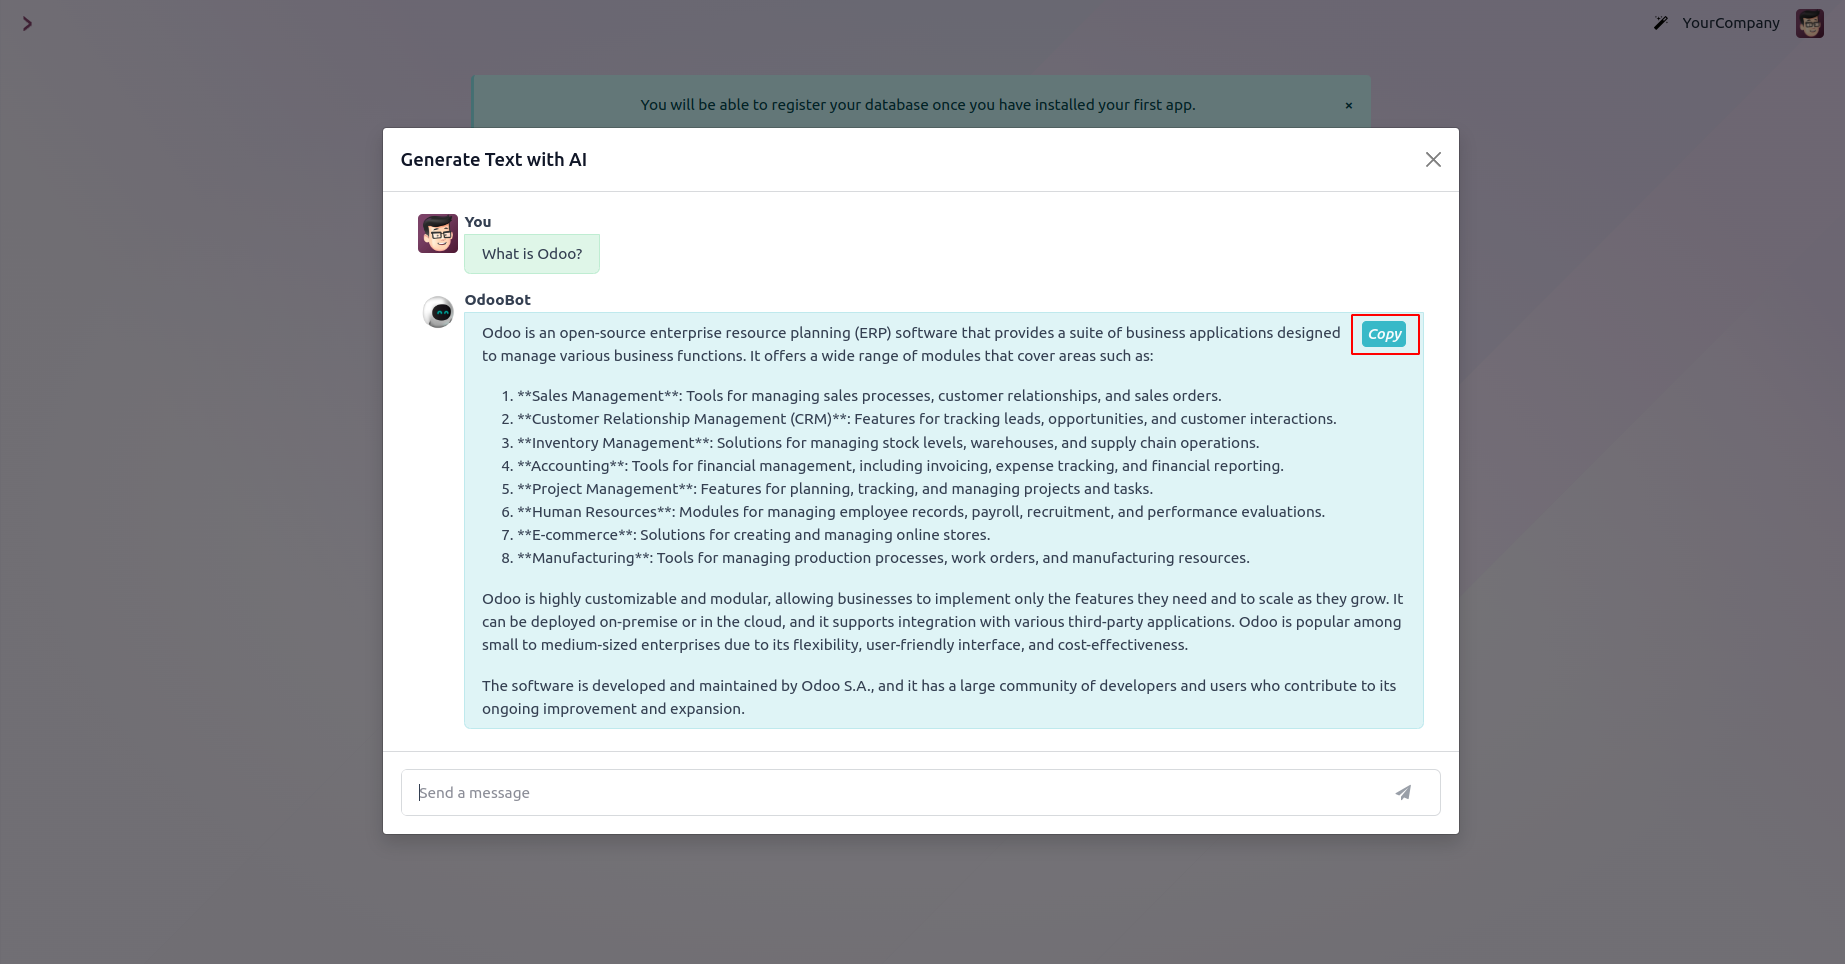 YourCompany
You will be able to register your database once you have installed your first app.
×
Generate Text with AI
You
What is Odoo?
OdooBot
Odoo is an open-source enterprise resource planning (ERP) software that provides a suite of business applications designed
Copy
to manage various business functions. It offers a wide range of modules that cover areas such as:
1. **Sales Management**: Tools for managing sales processes, customer relationships, and sales orders.
2. **Customer Relationship Management (CRM)**: Features for tracking leads, opportunities, and customer interactions.
3. **Inventory Management**: Solutions for managing stock levels, warehouses, and supply chain operations.
4. **Accounting**: Tools for financial management, including invoicing, expense tracking, and financial reporting.
5. **Project Management**: Features for planning, tracking, and managing projects and tasks.
6. **Human Resources**: Modules for managing employee records, payroll, recruitment, and performance evaluations.
7. **E-commerce**: Solutions for creating and managing online stores.
8. **Manufacturing**: Tools for managing production processes, work orders, and manufacturing resources.
Odoo is highly customizable and modular, allowing businesses to implement only the features they need and to scale as they grow. It
can be deployed on-premise or in the cloud, and it supports integration with various third-party applications. Odoo is popular among
small to medium-sized enterprises due to its flexibility, user-friendly interface, and cost-effectiveness.
The software is developed and maintained by Odoo S.A., and it has a large community of developers and users who contribute to its
ongoing improvement and expansion.
Send a message